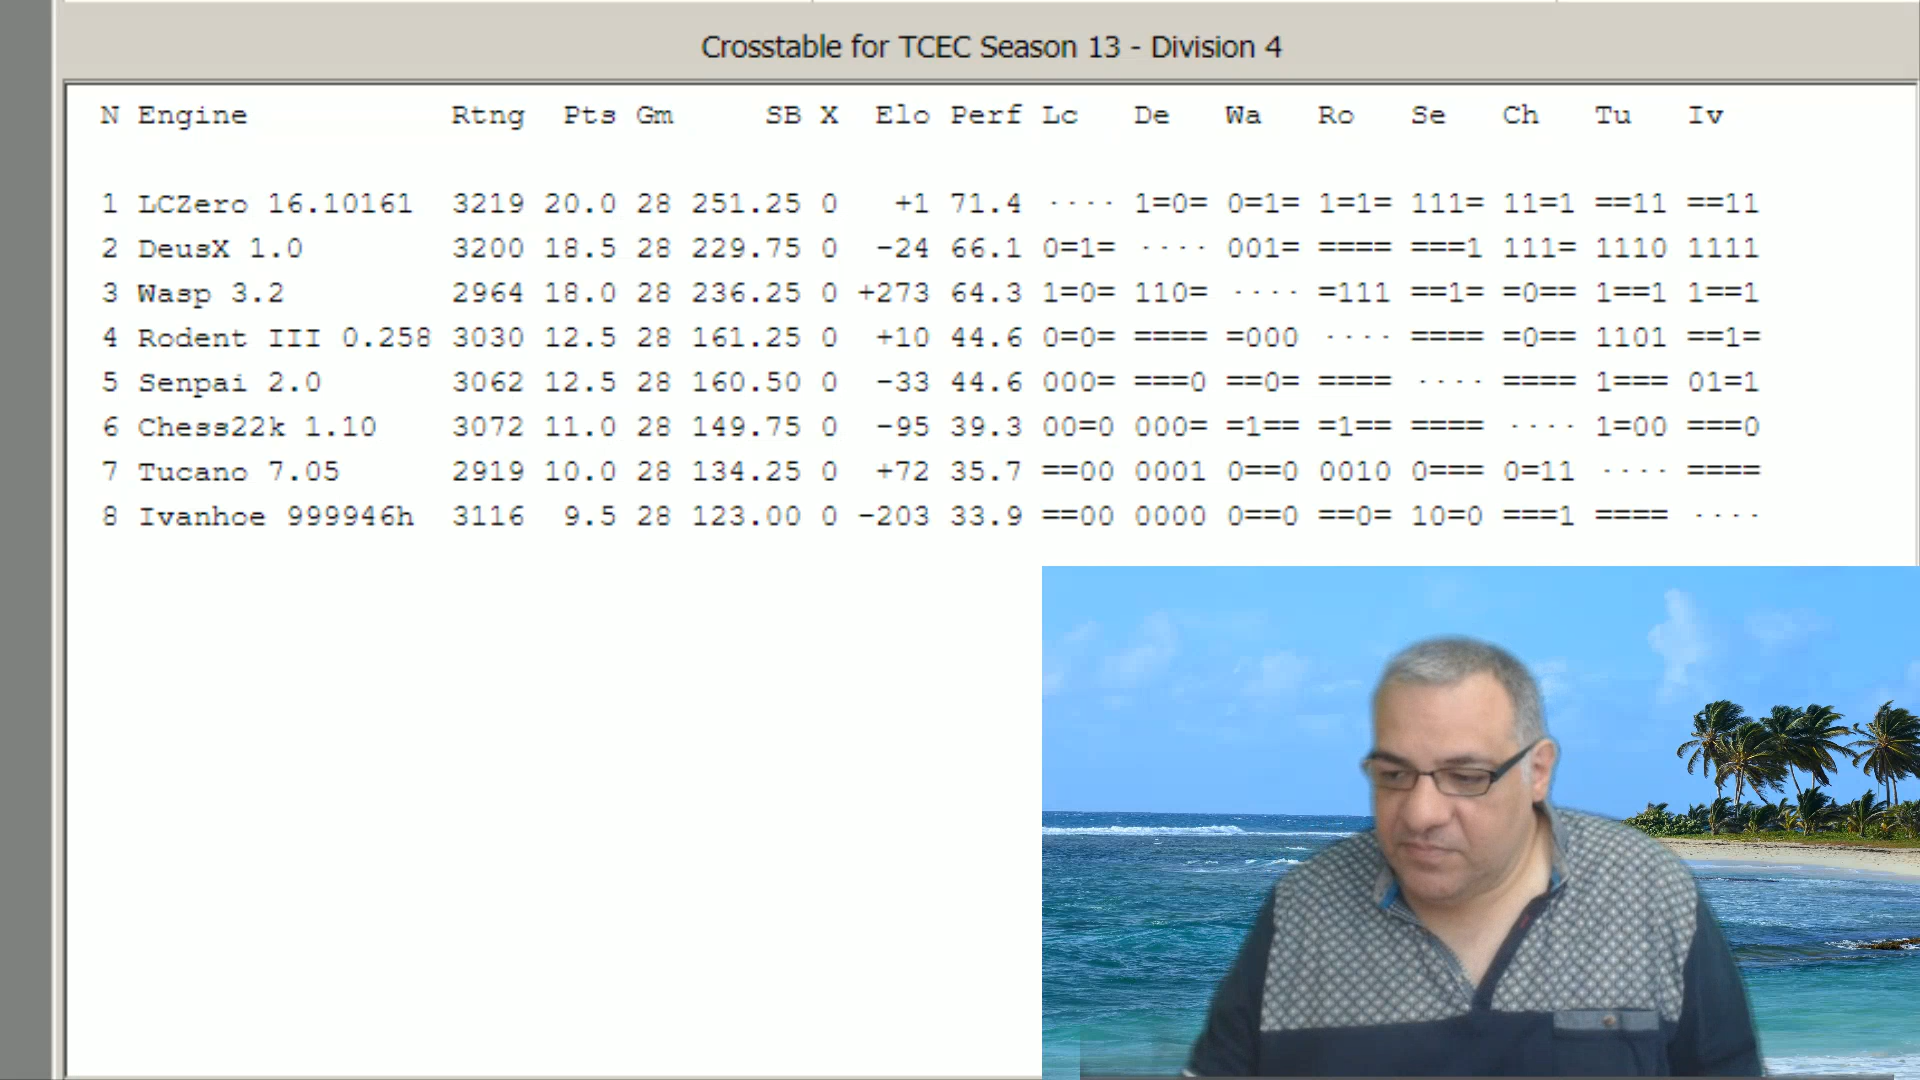 Crosstable for TCEC Season 13 - Division 4
N Engine Rtng Pts Gm SB X Elo Perf Lc De Wa Ro Se Ch Tu Iv
1 LCZero 16.10161 3219 20.0 28 251.25 0 +1 71.4 ···· 1=0= 0=1= 1=1= 111= 11=1 ==11 ==11
2 DeusX 1.0 3200 18.5 28 229.75 0 -24 66.1 0=1= ···· 001= ==== ===1 111= 1110 1111
3 Wasp 3.2 2964 18.0 28 236.25 0 +273 64.3 1=0= 110= ···· =111 ==1= =0== 1==1 1==1
4 Rodent III 0.258 3030 12.5 28 161.25 0 +10 44.6 0=0= ==== =000 ···· ==== =0== 1101 ==1=
5 Senpai 2.0 3062 12.5 28 160.50 0 -33 44.6 000= ===0 ==0= ==== ···· ==== 1=== 01=1
6 Chess22k 1.10 3072 11.0 28 149.75 0 -95 39.3 00=0 000= =1== =1== ==== ···· 1=00 ===0
7 Tucano 7.05 2919 10.0 28 134.25 0 +72 35.7 ==00 0001 0==0 0010 0=== 0=11 ···· ====
8 Ivanhoe 999946h 3116 9.5 28 123.00 0 -203 33.9 ==00 0000 0==0 ==0= 10=0 ===1 ==== ····